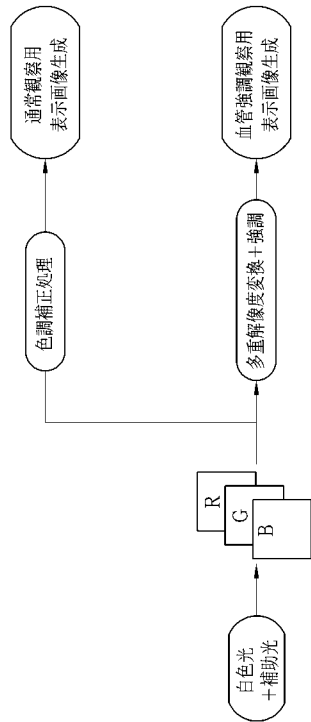 白色光
+補助光
R
G
B
色調補正処理
通常観察用
表示画像生成
多重解像度変換+強調
血管強調観察用
表示画像生成